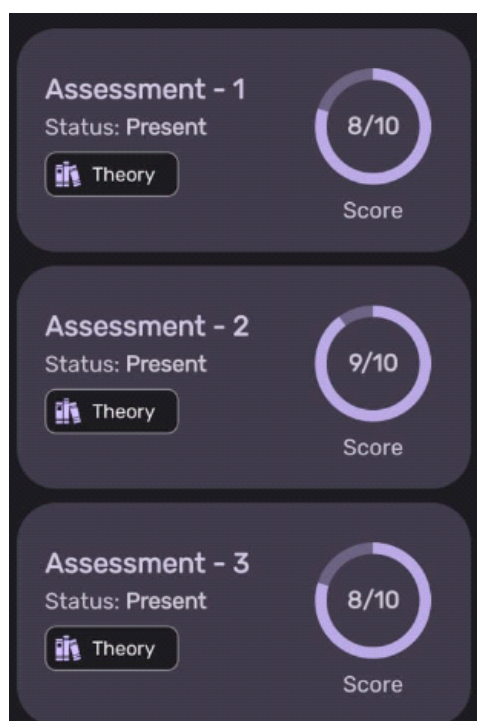 Assessment - 1
Status: Present
Theory
8/10
Score
Assessment - 2
Status: Present
Theory
9/10
Score
Assessment - 3
Status: Present
Theory
8/10
Score